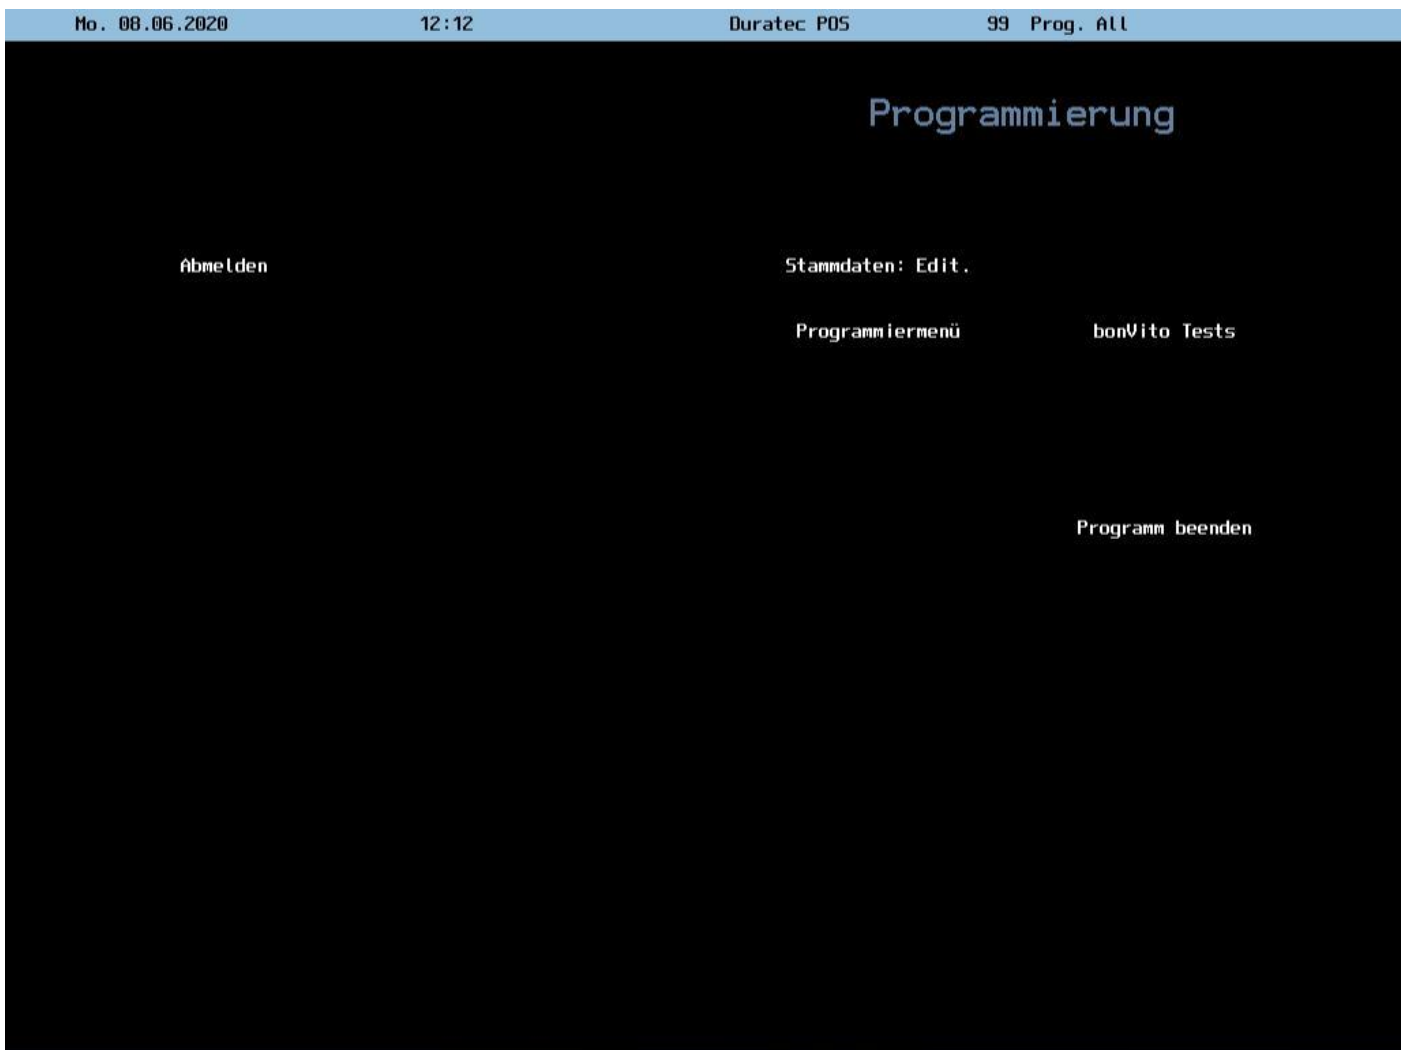 Mo. 08.06.2020 12:12 Duratec POS 99 Prog. All
Programmierung
Abmelden Stammdaten: Edit.
Programmiermenü bonVito Tests
Programm beenden